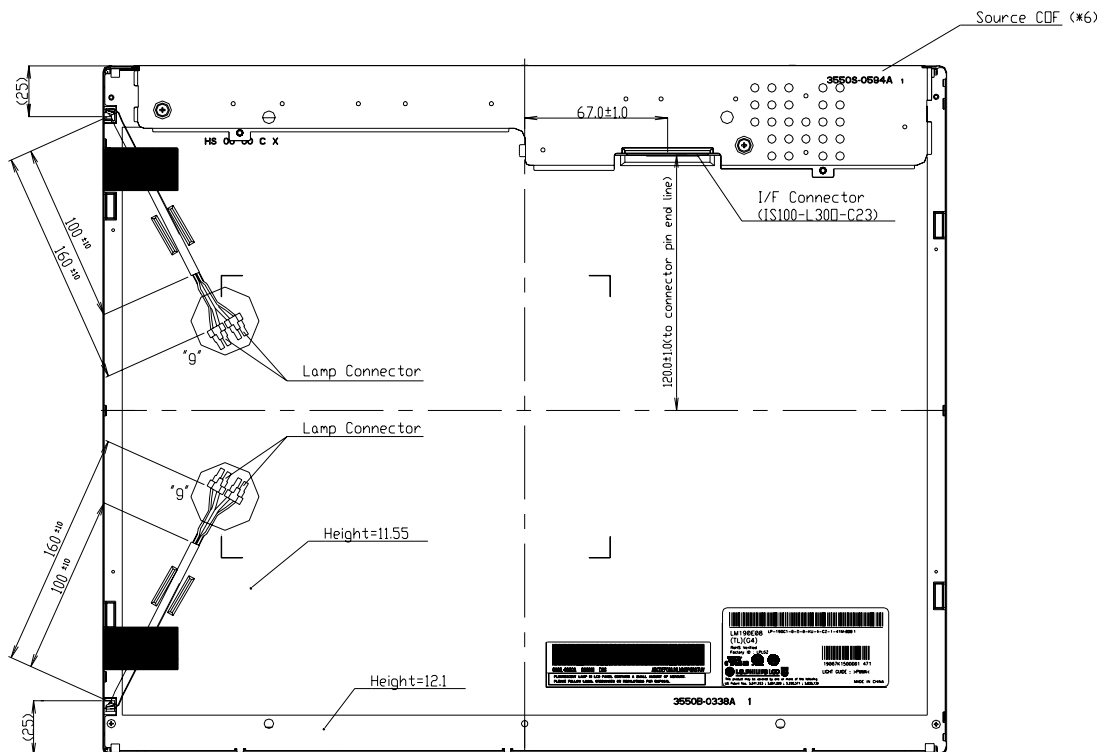 Source COF (*6)
(25)
3550S-0594A 1
67.0±1.0
I/F Connector
(IS100-L30O-C23)
100 ±10
160 ±10
120.0±1.0(to connector pin end line)
"g"
Lamp Connector
Lamp Connector
"g"
160 ±10
100 ±10
Height=11.55
LM190E08
(TL)(G4)
RoHS Verified
MADE IN CHINA
Height=12.1
3550B-0338A 1
(25)